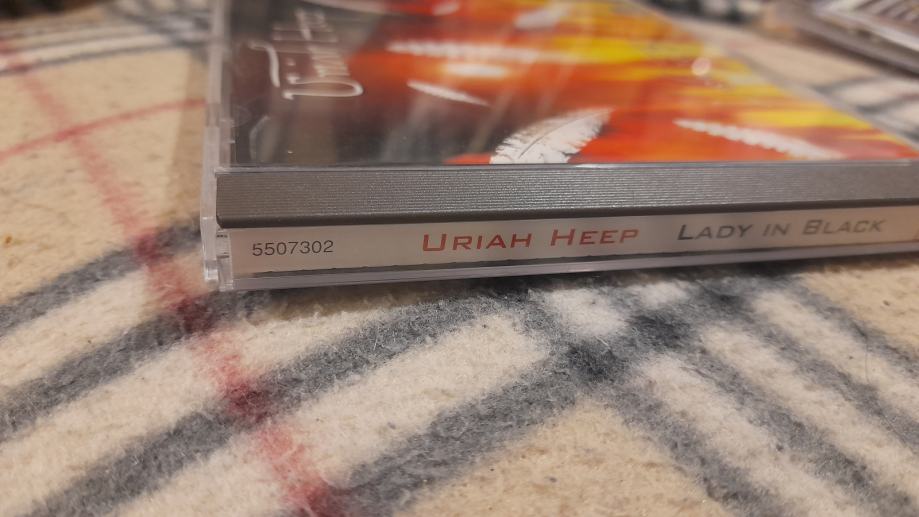 5507302 URIAH HEEP LADY IN BLACK